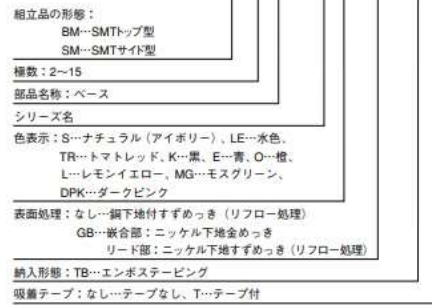 組立品の形態：
BM…SMTトップ型
SM…SMTサイド型
極数：2〜15
部品名称：ベース
シリーズ名
色表示：S…ナチュラル（アイボリー）、LE…水色、
TR…トマトレッド、K…黒、E…青、O…橙、
L…レモンイエロー、MG…モスグリーン、
DPK…ダークピンク
表面処理：なし…銅下地付すずめっき（リフロー処理）
GB…嵌合部：ニッケル下地金めっき
リード部：ニッケル下地すずめっき（リフロー処理）
納入形態：TB…エンボステーピング
吸着テープ：なし…テープなし、T…テープ付